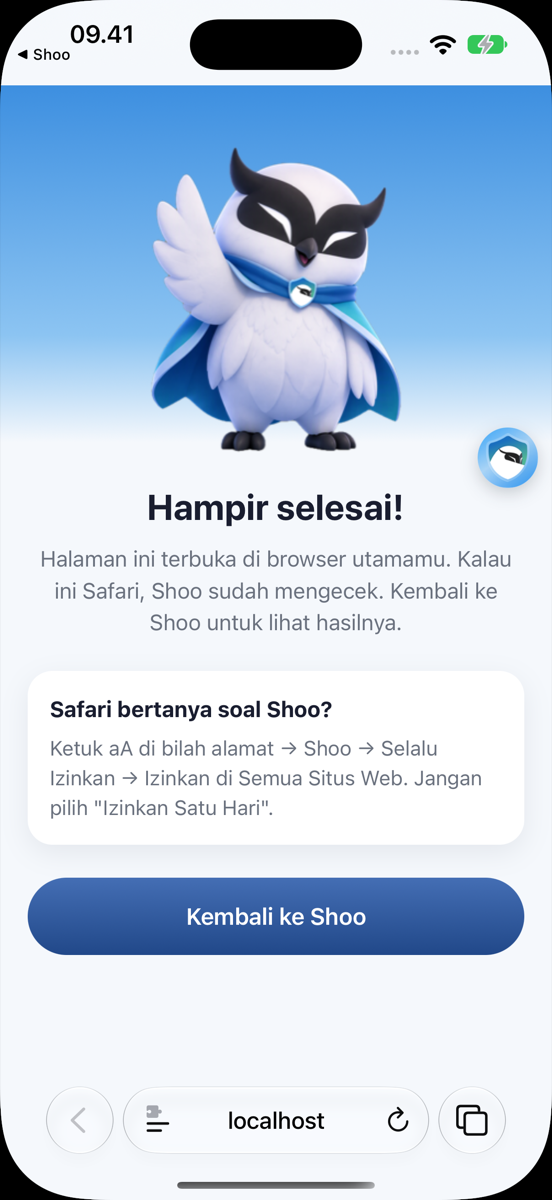 09.41
◀ Shoo
Hampir selesai!
Halaman ini terbuka di browser utamamu. Kalau
ini Safari, Shoo sudah mengecek. Kembali ke
Shoo untuk lihat hasilnya.
Safari bertanya soal Shoo?
Ketuk aA di bilah alamat → Shoo → Selalu
Izinkan → Izinkan di Semua Situs Web. Jangan
pilih "Izinkan Satu Hari".
Kembali ke Shoo
localhost